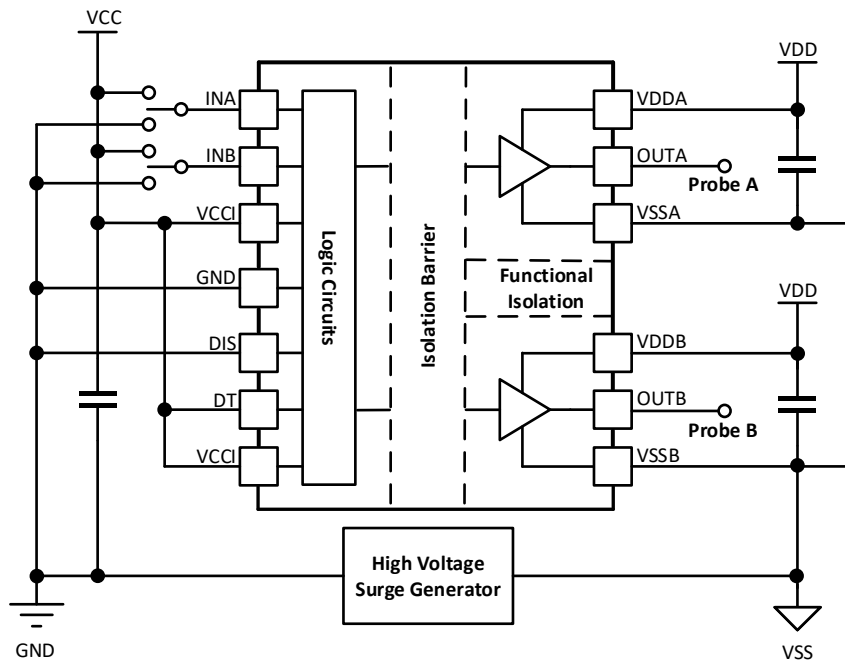 VCC
VDD
INA
VDDA
INB
OUTA
Probe A
VCCI
VSSA
Logic Circuits
Isolation Barrier
Functional
Isolation
GND
VDD
DIS
VDDB
DT
OUTB
Probe B
VCCI
VSSB
High Voltage
Surge Generator
GND
VSS